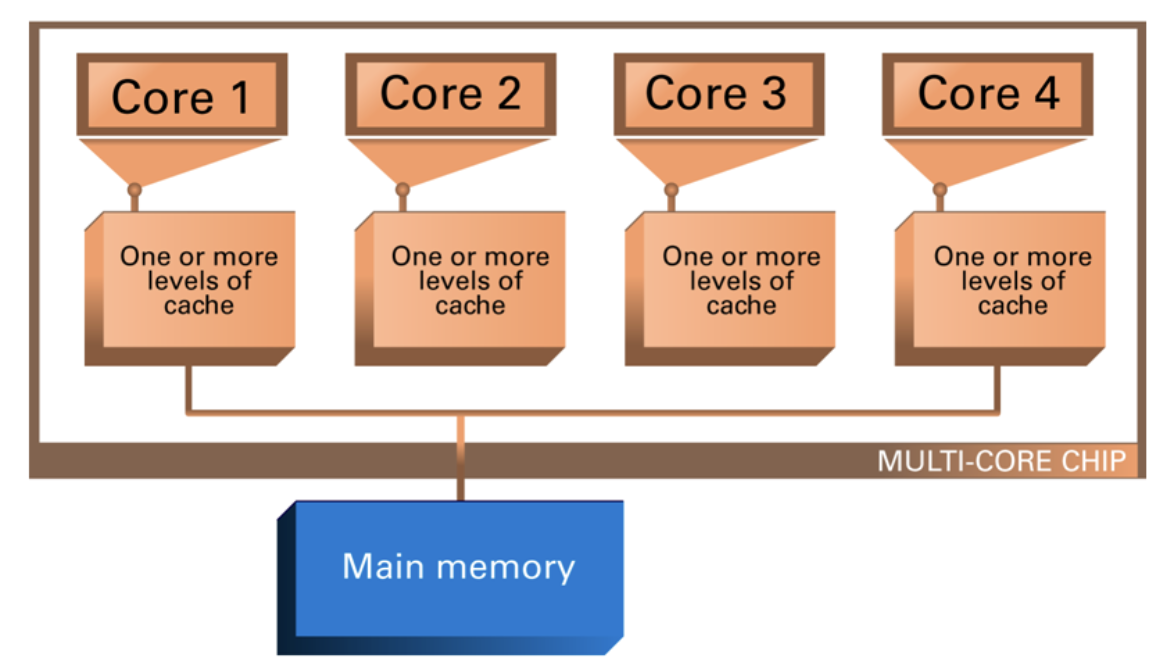 Core 1
Core 2
Core 3
Core 4
One or more
levels of
cache
One or more
levels of
cache
One or more
levels of
cache
One or more
levels of
cache
MULTI-CORE CHIP
Main memory